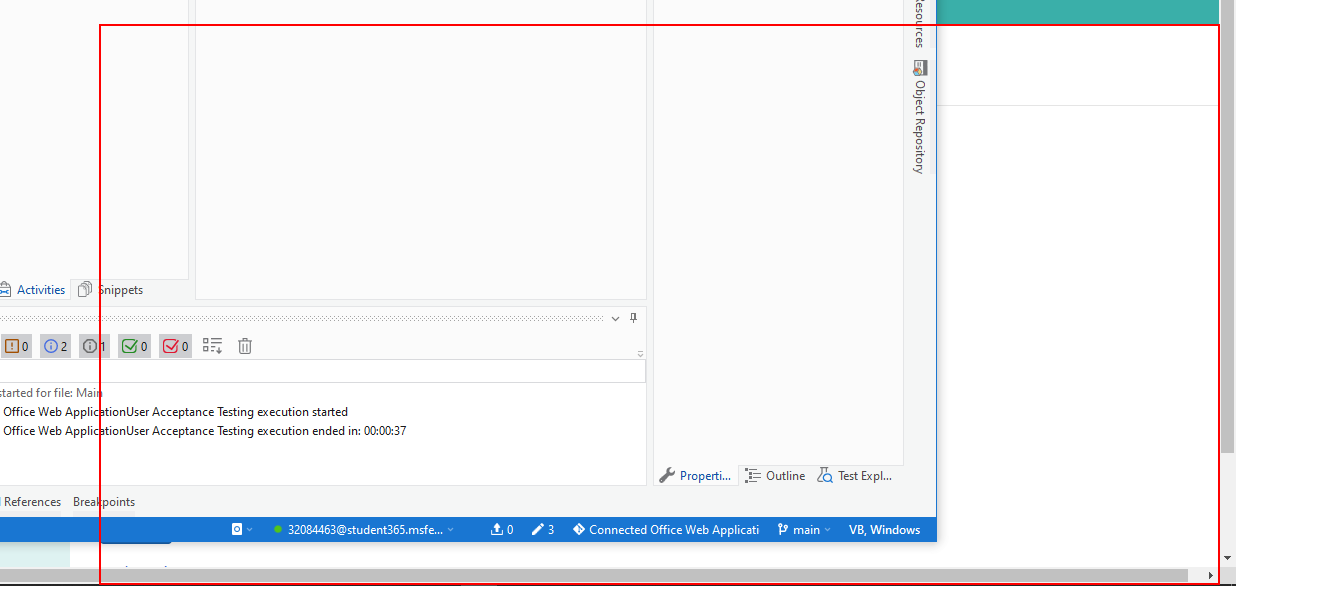 esources
Object Repository
Activities
Snippets
0
2
1
0
0
started for file: Main
Office Web ApplicationUser Acceptance Testing execution started
Office Web ApplicationUser Acceptance Testing execution ended in: 00:00:37
Properti...
Outline
Test Expl...
References
Breakpoints
32084463@student365.msfe...
0
3
Connected Office Web Applicati
main
VB, Windows